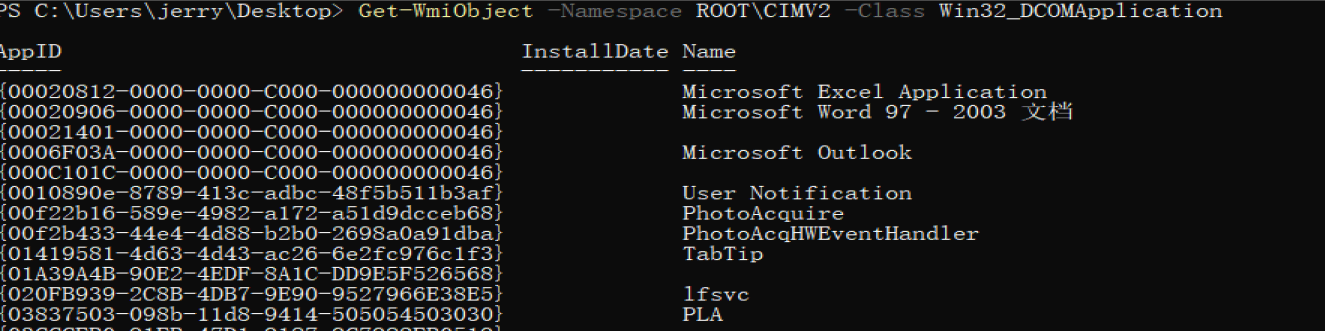 PS C:\Users\jerry\Desktop> Get-WmiObject -Namespace ROOT\CIMV2 -Class Win32_DCOMApplication
AppID InstallDate Name
----- ----------- ----
{00020812-0000-0000-C000-000000000046} Microsoft Excel Application
{00020906-0000-0000-C000-000000000046} Microsoft Word 97 - 2003 文档
{00021401-0000-0000-C000-000000000046}
{0006F03A-0000-0000-C000-000000000046} Microsoft Outlook
{000C101C-0000-0000-C000-000000000046}
{0010890e-8789-413c-adbc-48f5b511b3af} User Notification
{00f22b16-589e-4982-a172-a51d9dcceb68} PhotoAcquire
{00f2b433-44e4-4d88-b2b0-2698a0a91dba} PhotoAcqHWEventHandler
{01419581-4d63-4d43-ac26-6e2fc976c1f3} TabTip
{01A39A4B-90E2-4EDF-8A1C-DD9E5F526568}
{020FB939-2C8B-4DB7-9E90-9527966E38E5} lfsvc
{03837503-098b-11d8-9414-505054503030} PLA